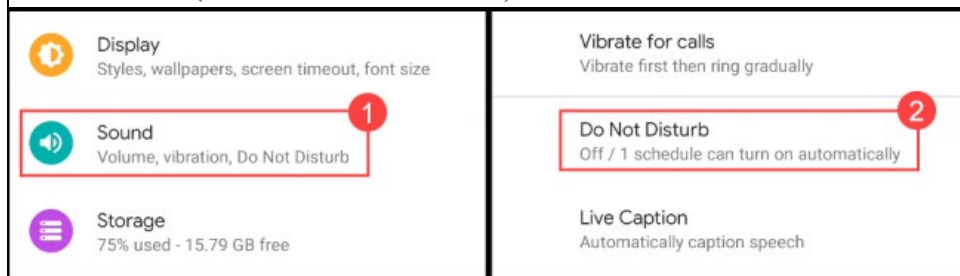 Display
Styles, wallpapers, screen timeout, font size
1
Sound
Volume, vibration, Do Not Disturb
Storage
75% used - 15.79 GB free
Vibrate for calls
Vibrate first then ring gradually
2
Do Not Disturb
Off / 1 schedule can turn on automatically
Live Caption
Automatically caption speech